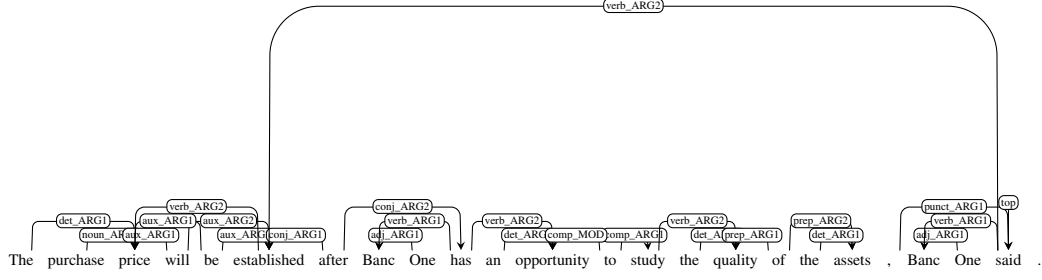 verb_ARG2
top
verb_ARG2 conj_ARG2 punct_ARG1
det_ARG1 aux_ARG1 aux_ARG2 verb_ARG1 verb_ARG2 verb_ARG2 prep_ARG2 verb_ARG1
aux_ARG1 conj_ARG1 adj_ARG1 comp_MOD comp_ARG1 prep_ARG1 det_ARG1 adj_ARG1
The purchase price will be established after Banc One has an opportunity to study the quality of the assets , Banc One said .